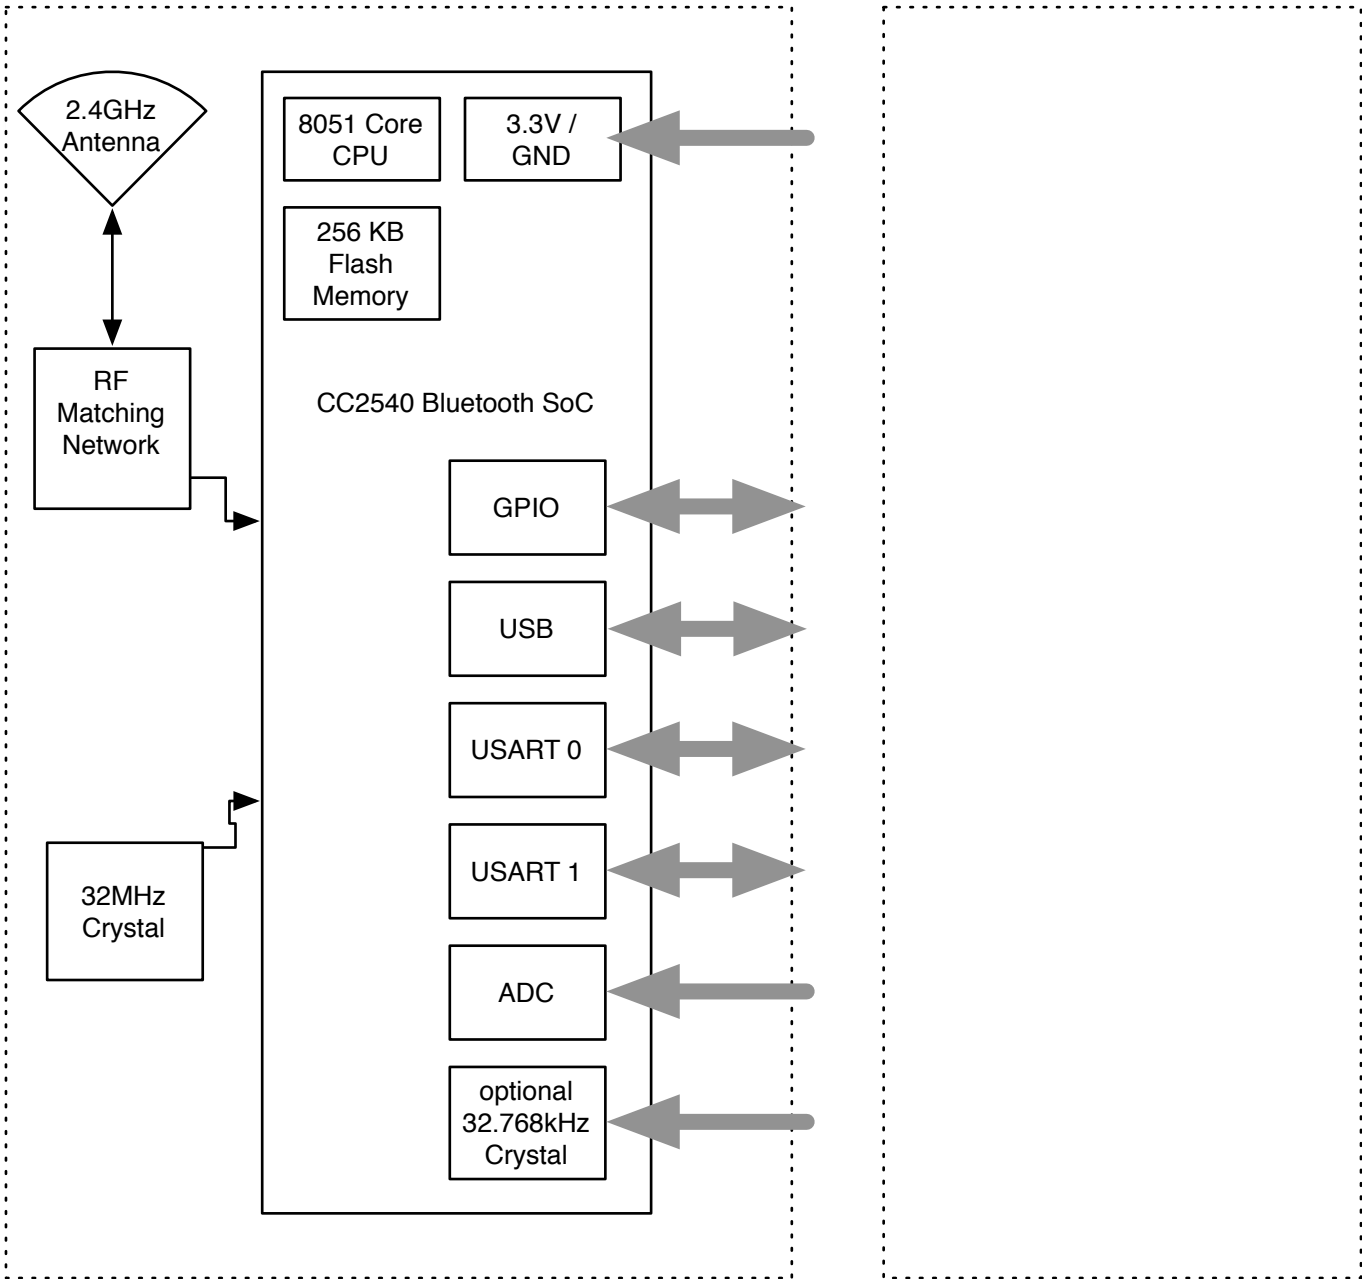 2.4GHz
Antenna
8051 Core
CPU
3.3V /
GND
256 KB
Flash
Memory
RF
Matching
Network
CC2540 Bluetooth SoC
GPIO
USB
USART 0
USART 1
32MHz
Crystal
ADC
optional
32.768kHz
Crystal